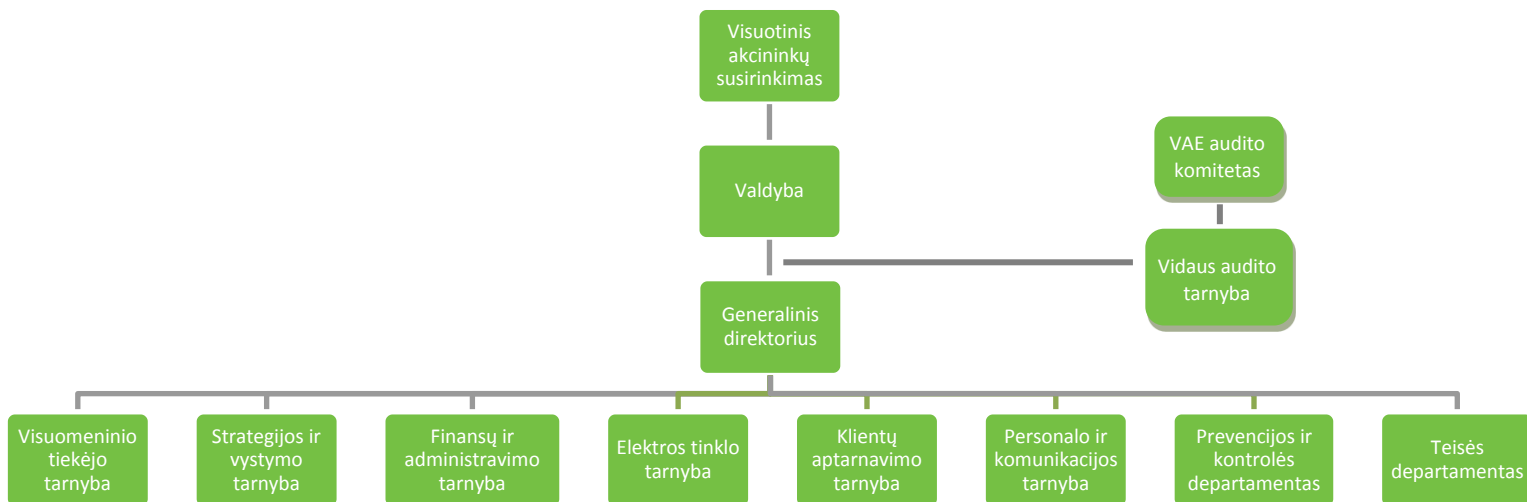 Visuotinis
akcininkų
susirinkimas
VAE audito
komitetas
Valdyba
Vidaus audito
tarnyba
Generalinis
direktorius
Visuomeninio
tiekėjo
tarnyba
Strategijos ir
vystymo
tarnyba
Finansų ir
administravimo
tarnyba
Elektros tinklo
tarnyba
Klientų
aptarnavimo
tarnyba
Personalo ir
komunikacijos
tarnyba
Prevencijos ir
kontrolės
departamentas
Teisės
departamentas